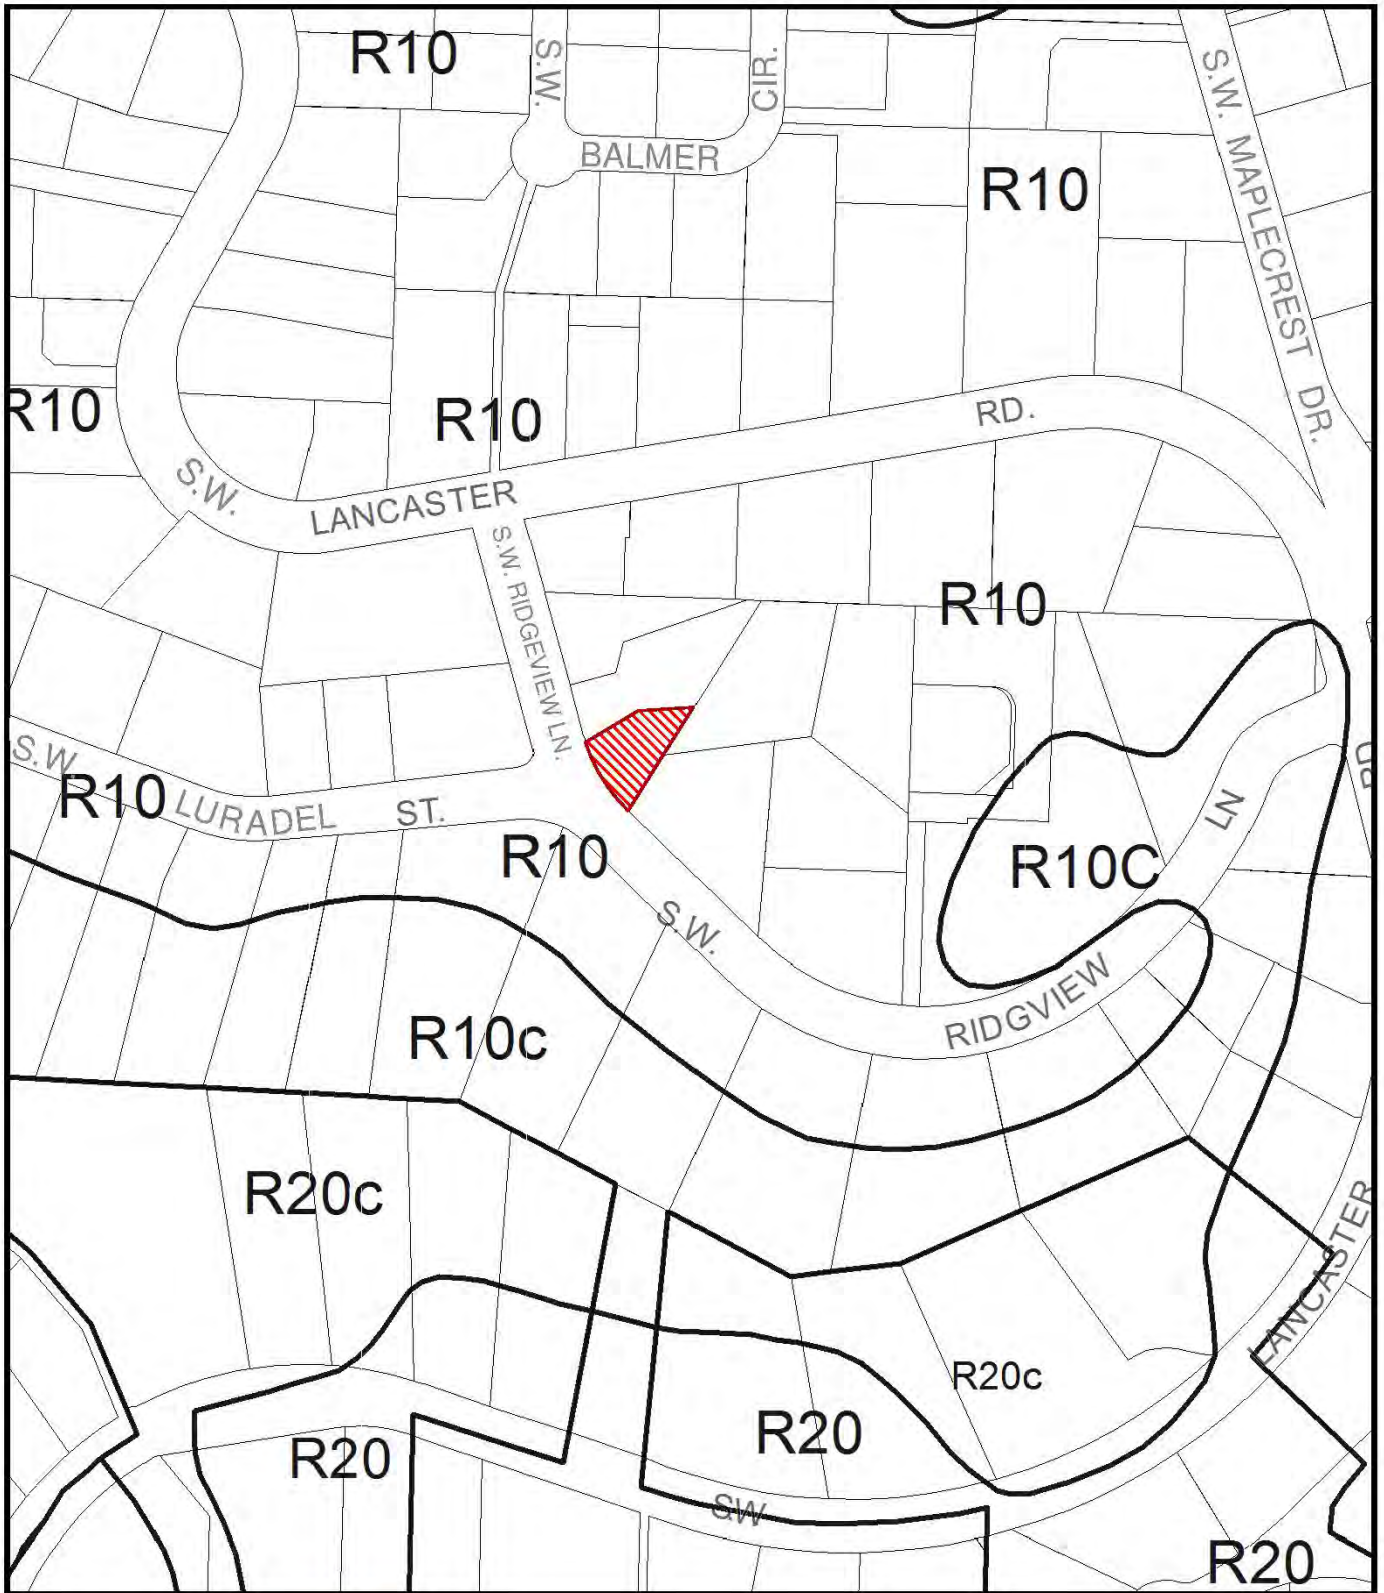 R10
S.W.
CIR.
BALMER
S.W. MAPLECREST DR.
R10
R10
R10
RD.
S.W.
LANCASTER
S.W. RIDGEVIEW LN.
R10
S.W.
R10
LURADEL ST.
R10
RD
LN
R10C
S.W.
RIDGVIEW
R10c
R20c
LANCASTER
R20c
R20
R20
SW
R20